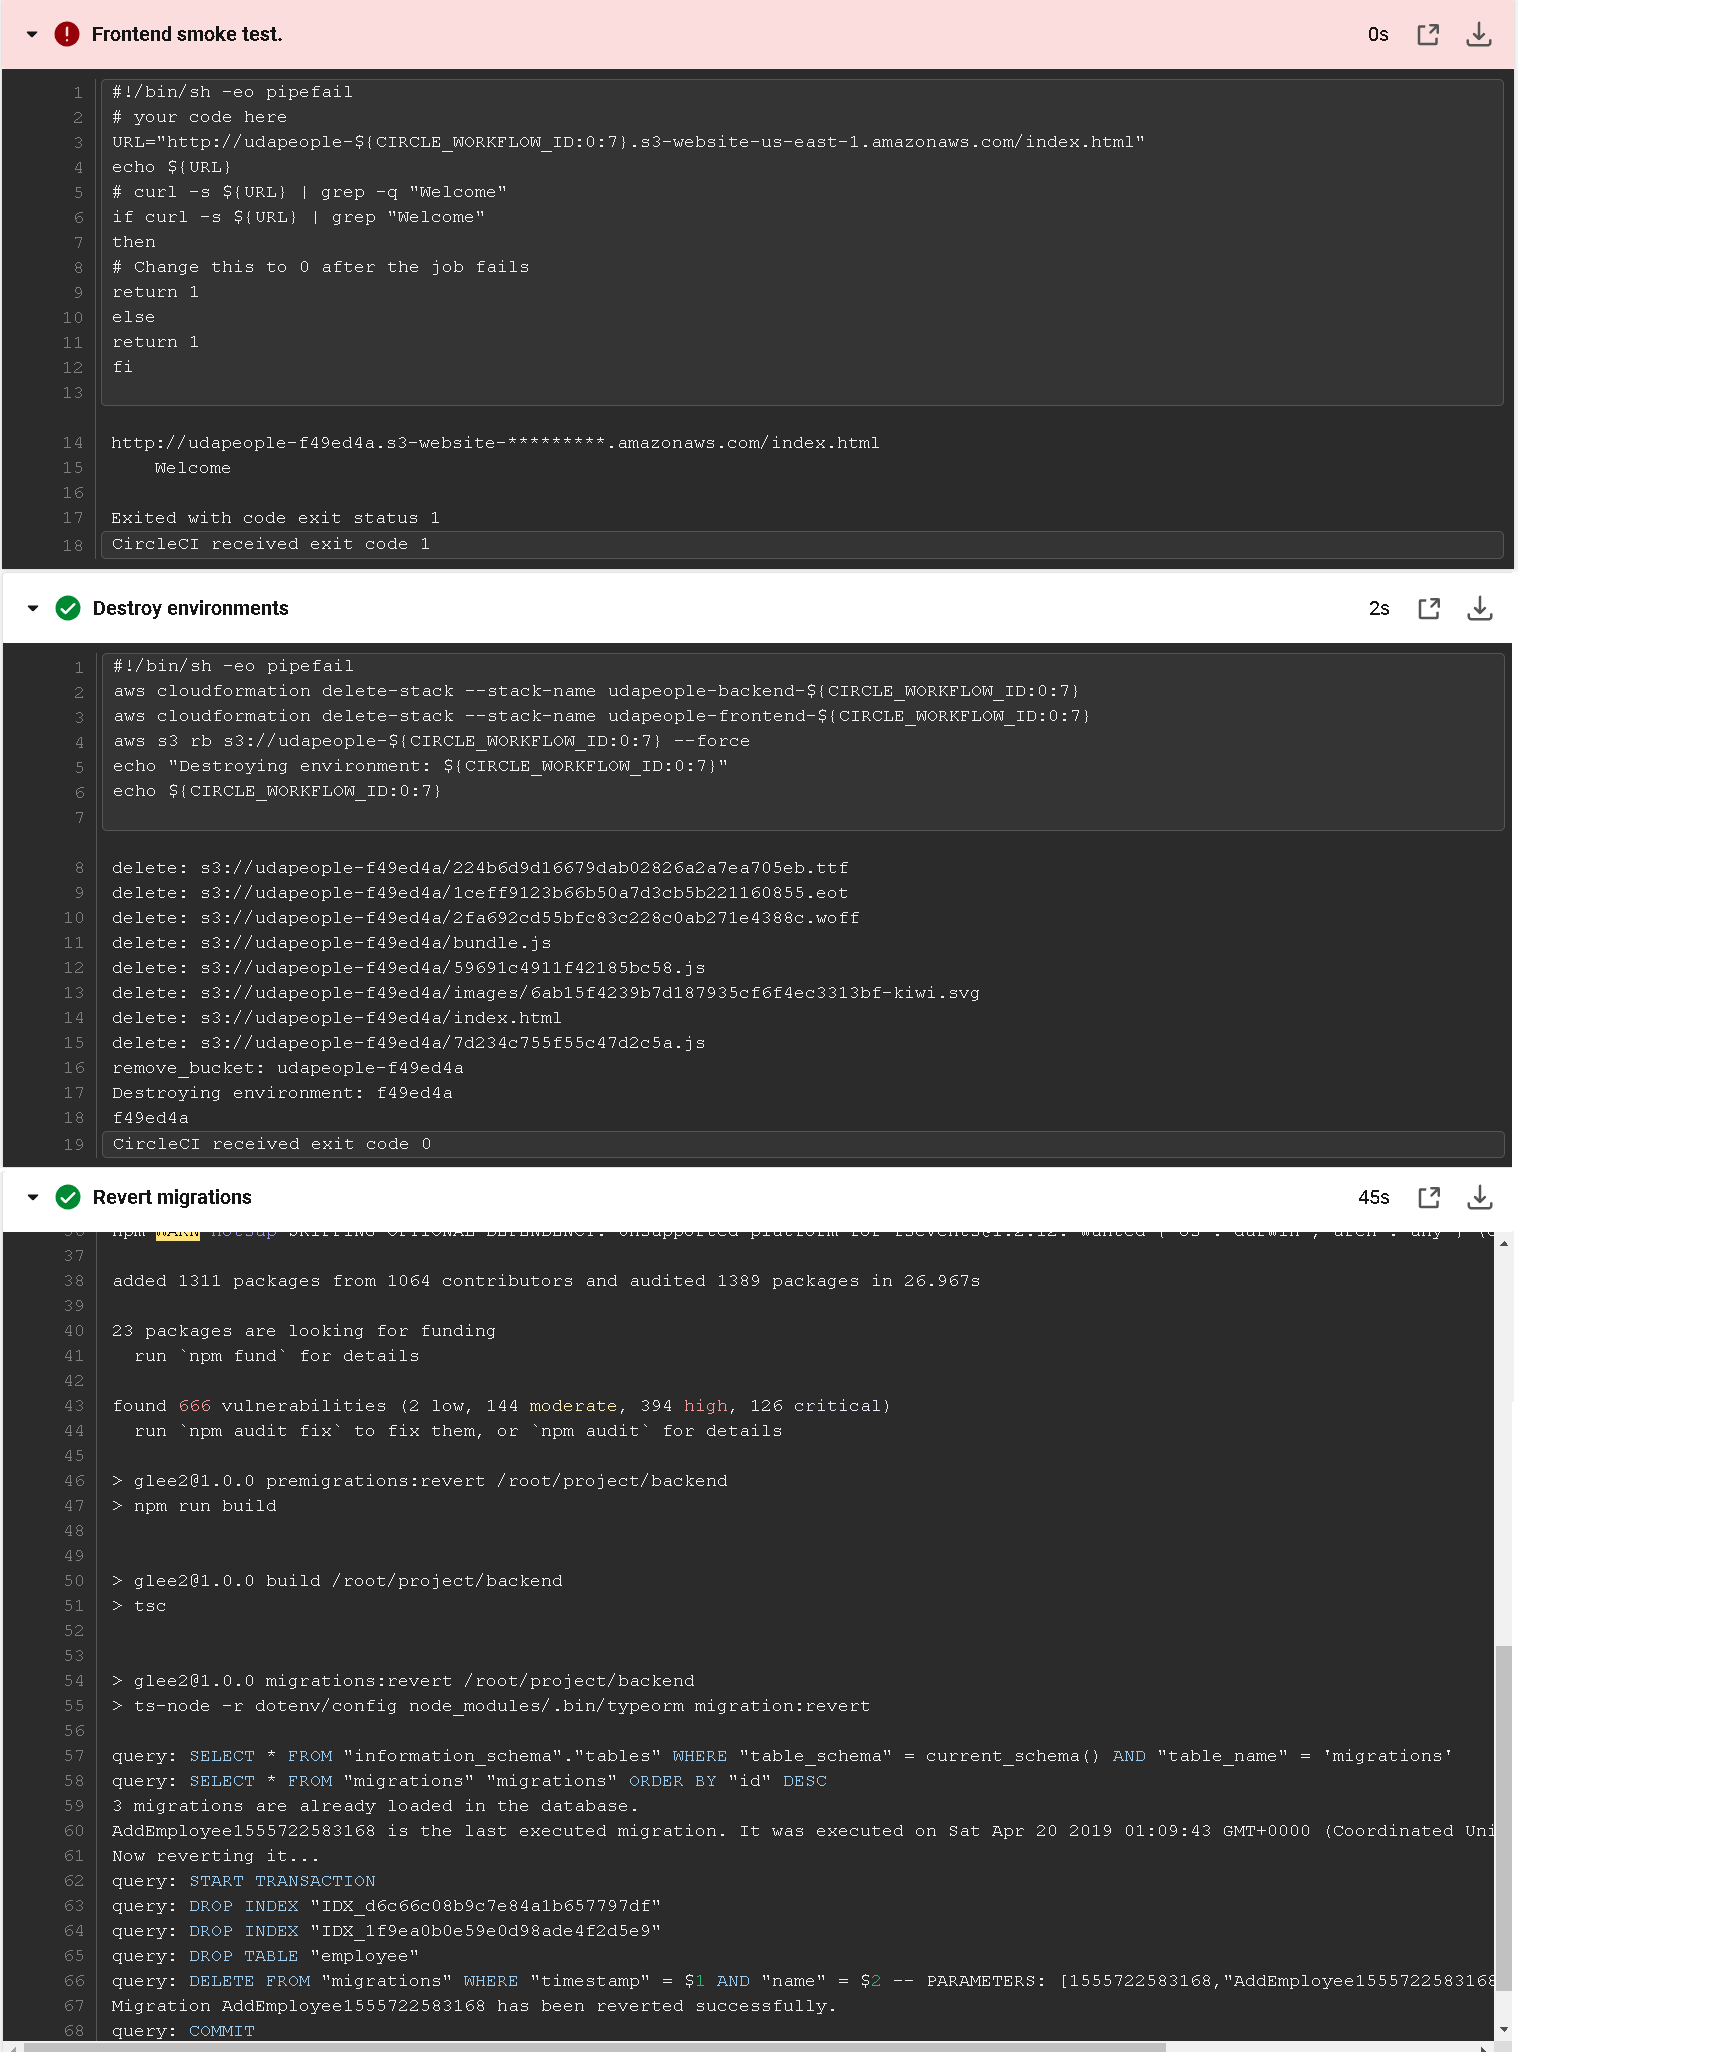 Frontend smoke test.
0s
1 #!/bin/sh -eo pipefail
2 # your code here
3 URL="http://udapeople-${CIRCLE_WORKFLOW_ID:0:7}.s3-website-us-east-1.amazonaws.com/index.html"
4 echo ${URL}
5 # curl -s ${URL} | grep -q "Welcome"
6 if curl -s ${URL} | grep "Welcome"
7 then
8 # Change this to 0 after the job fails
9 return 1
10 else
11 return 1
12 fi
13
14 http://udapeople-f49ed4a.s3-website-*********.amazonaws.com/index.html
15 Welcome
16
17 Exited with code exit status 1
18 CircleCI received exit code 1
Destroy environments
2s
1 #!/bin/sh -eo pipefail
2 aws cloudformation delete-stack --stack-name udapeople-backend-${CIRCLE_WORKFLOW_ID:0:7}
3 aws cloudformation delete-stack --stack-name udapeople-frontend-${CIRCLE_WORKFLOW_ID:0:7}
4 aws s3 rb s3://udapeople-${CIRCLE_WORKFLOW_ID:0:7} --force
5 echo "Destroying environment: ${CIRCLE_WORKFLOW_ID:0:7}"
6 echo ${CIRCLE_WORKFLOW_ID:0:7}
7
8 delete: s3://udapeople-f49ed4a/224b6d9d16679dab02826a2a7ea705eb.ttf
9 delete: s3://udapeople-f49ed4a/1ceff9123b66b50a7d3cb5b221160855.eot
10 delete: s3://udapeople-f49ed4a/2fa692cd55bfc83c228c0ab271e4388c.woff
11 delete: s3://udapeople-f49ed4a/bundle.js
12 delete: s3://udapeople-f49ed4a/59691c4911f42185bc58.js
13 delete: s3://udapeople-f49ed4a/images/6ab15f4239b7d187935cf6f4ec3313bf-kiwi.svg
14 delete: s3://udapeople-f49ed4a/index.html
15 delete: s3://udapeople-f49ed4a/7d234c755f55c47d2c5a.js
16 remove_bucket: udapeople-f49ed4a
17 Destroying environment: f49ed4a
18 f49ed4a
19 CircleCI received exit code 0
Revert migrations
45s
36 npm WARN notsup SKIPPING OPTIONAL DEPENDENCY: Unsupported platform for fsevents@1.2.12: wanted {"os":"darwin","arch":"any"}
37
38 added 1311 packages from 1064 contributors and audited 1389 packages in 26.967s
39
40 23 packages are looking for funding
41 run `npm fund` for details
42
43 found 666 vulnerabilities (2 low, 144 moderate, 394 high, 126 critical)
44 run `npm audit fix` to fix them, or `npm audit` for details
45
46 > glee2@1.0.0 premigrations:revert /root/project/backend
47 > npm run build
48
49
50 > glee2@1.0.0 build /root/project/backend
51 > tsc
52
53
54 > glee2@1.0.0 migrations:revert /root/project/backend
55 > ts-node -r dotenv/config node_modules/.bin/typeorm migration:revert
56
57 query: SELECT * FROM "information_schema"."tables" WHERE "table_schema" = current_schema() AND "table_name" = 'migrations'
58 query: SELECT * FROM "migrations" "migrations" ORDER BY "id" DESC
59 3 migrations are already loaded in the database.
60 AddEmployee1555722583168 is the last executed migration. It was executed on Sat Apr 20 2019 01:09:43 GMT+0000 (Coordinated Uni
61 Now reverting it...
62 query: START TRANSACTION
63 query: DROP INDEX "IDX_d6c66c08b9c7e84a1b657797df"
64 query: DROP INDEX "IDX_1f9ea0b0e59e0d98ade4f2d5e9"
65 query: DROP TABLE "employee"
66 query: DELETE FROM "migrations" WHERE "timestamp" = $1 AND "name" = $2 -- PARAMETERS: [1555722583168,"AddEmployee1555722583168
67 Migration AddEmployee1555722583168 has been reverted successfully.
68 query: COMMIT